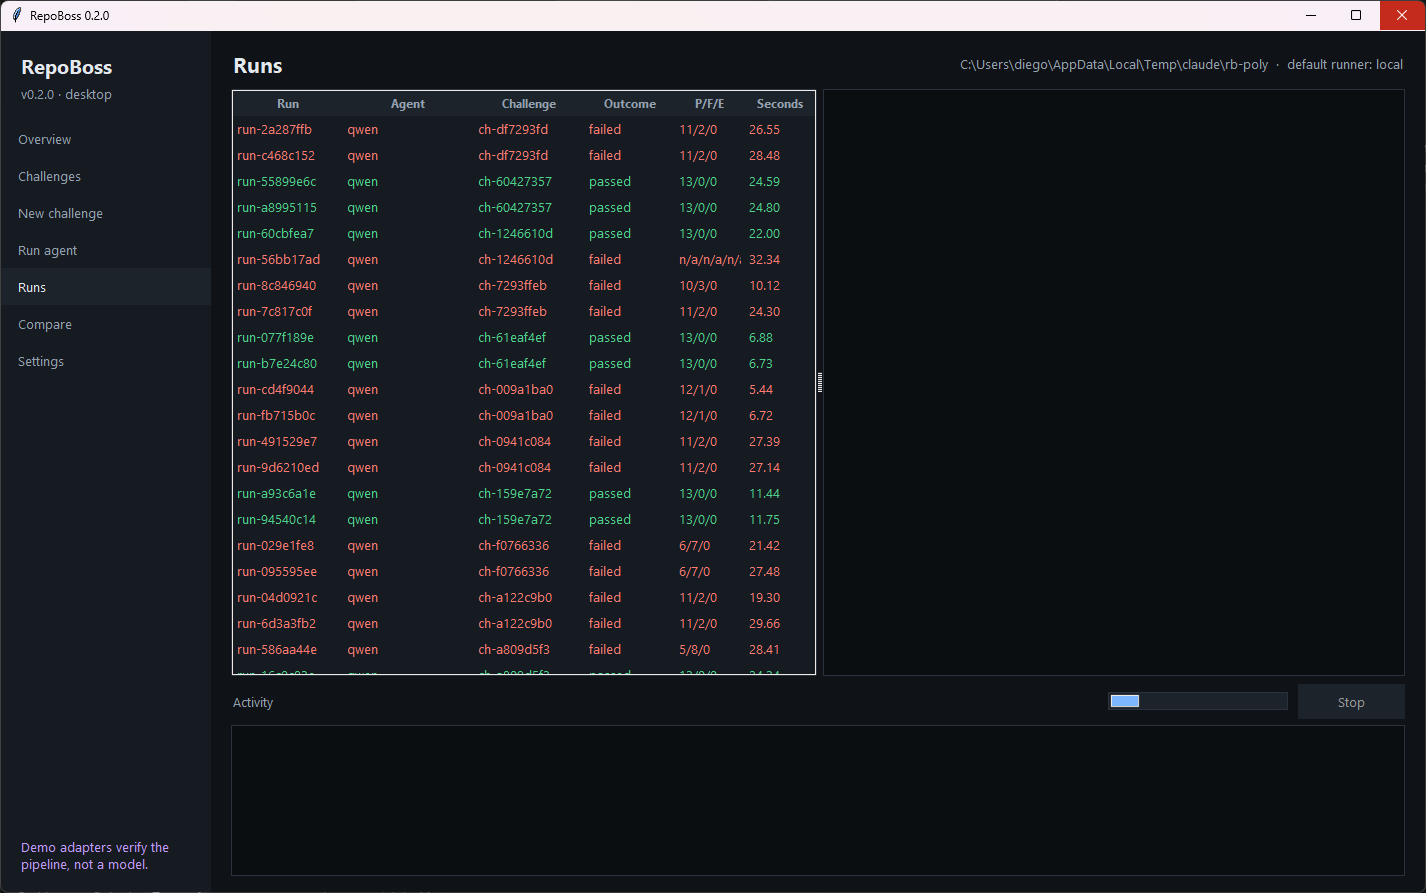 RepoBoss 0.2.0
RepoBoss
v0.2.0 · desktop
Overview
Challenges
New challenge
Run agent
Runs
Compare
Settings
Demo adapters verify the
pipeline, not a model.
Runs
C:\Users\diego\AppData\Local\Temp\claude\rb-poly · default runner: local
Run Agent Challenge Outcome P/F/E Seconds
run-2a287ffb qwen ch-df7293fd failed 11/2/0 26.55
run-c468c152 qwen ch-df7293fd failed 11/2/0 28.48
run-55899e6c qwen ch-60427357 passed 13/0/0 24.59
run-a8995115 qwen ch-60427357 passed 13/0/0 24.80
run-60cbfea7 qwen ch-1246610d passed 13/0/0 22.00
run-56bb17ad qwen ch-1246610d failed n/a/n/a/n/a 32.34
run-8c846940 qwen ch-7293ffeb failed 10/3/0 10.12
run-7c817c0f qwen ch-7293ffeb failed 11/2/0 24.30
run-077f189e qwen ch-61eaf4ef passed 13/0/0 6.88
run-b7e24c80 qwen ch-61eaf4ef passed 13/0/0 6.73
run-cd4f9044 qwen ch-009a1ba0 failed 12/1/0 5.44
run-fb715b0c qwen ch-009a1ba0 failed 12/1/0 6.72
run-491529e7 qwen ch-0941c084 failed 11/2/0 27.39
run-9d6210ed qwen ch-0941c084 failed 11/2/0 27.14
run-a93c6a1e qwen ch-159e7a72 passed 13/0/0 11.44
run-94540c14 qwen ch-159e7a72 passed 13/0/0 11.75
run-029e1fe8 qwen ch-f0766336 failed 6/7/0 21.42
run-095595ee qwen ch-f0766336 failed 6/7/0 27.48
run-04d0921c qwen ch-a122c9b0 failed 11/2/0 19.30
run-6d3a3fb2 qwen ch-a122c9b0 failed 11/2/0 29.66
run-586aa44e qwen ch-a809d5f3 failed 5/8/0 28.41
Activity
Stop